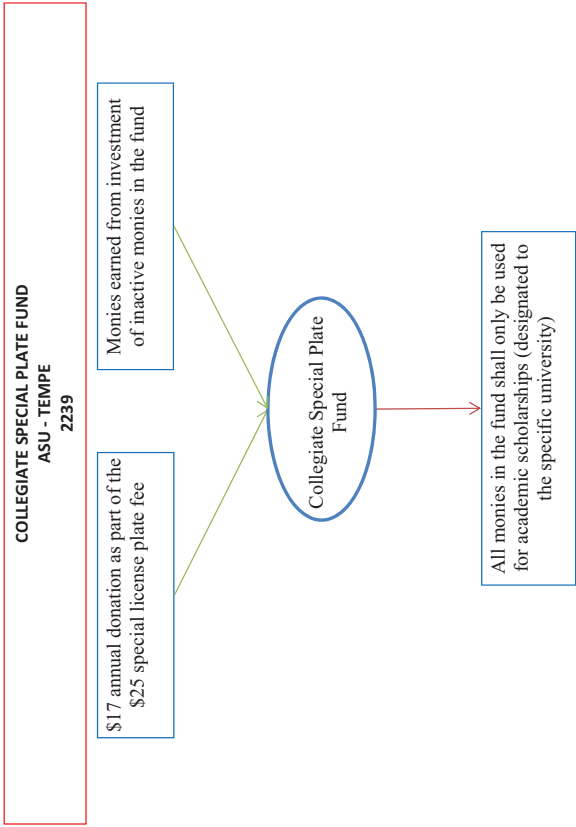 COLLEGIATE SPECIAL PLATE FUND
ASU - TEMPE
2239
$17 annual donation as part of the
$25 special license plate fee
Monies earned from investment
of inactive monies in the fund
Collegiate Special Plate
Fund
All monies in the fund shall only be used
for academic scholarships (designated to
the specific university)